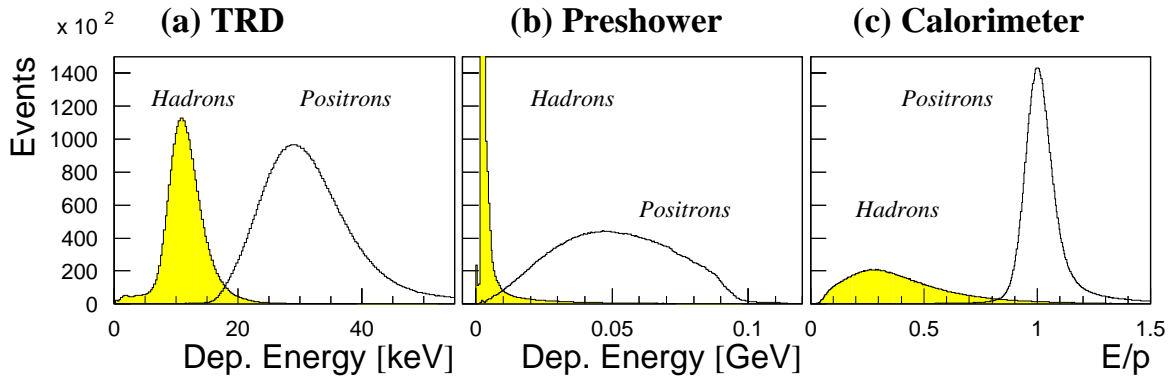 x 10 2
(a) TRD (b) Preshower (c) Calorimeter
Events
1400
1200
1000
800
600
400
200
0
Hadrons Positrons
Hadrons
Positrons
Positrons
Hadrons
0 20 40
0 0.05 0.1
0 0.5 1 1.5
Dep. Energy [keV] Dep. Energy [GeV] E/p